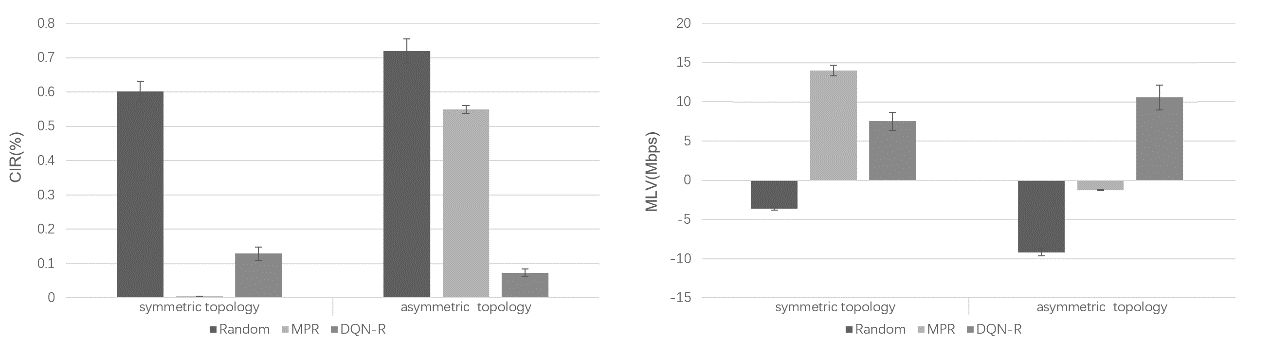 0.8
0.7
0.6
0.5
0.4
0.3
0.2
0.1
0
CIR(%)
symmetric topology
asymmetric topology
Random MPR DQN-R
20
15
10
5
0
-5
-10
-15
MLV(Mbps)
symmetric topology
asymmetric topology
Random MPR DQN-R